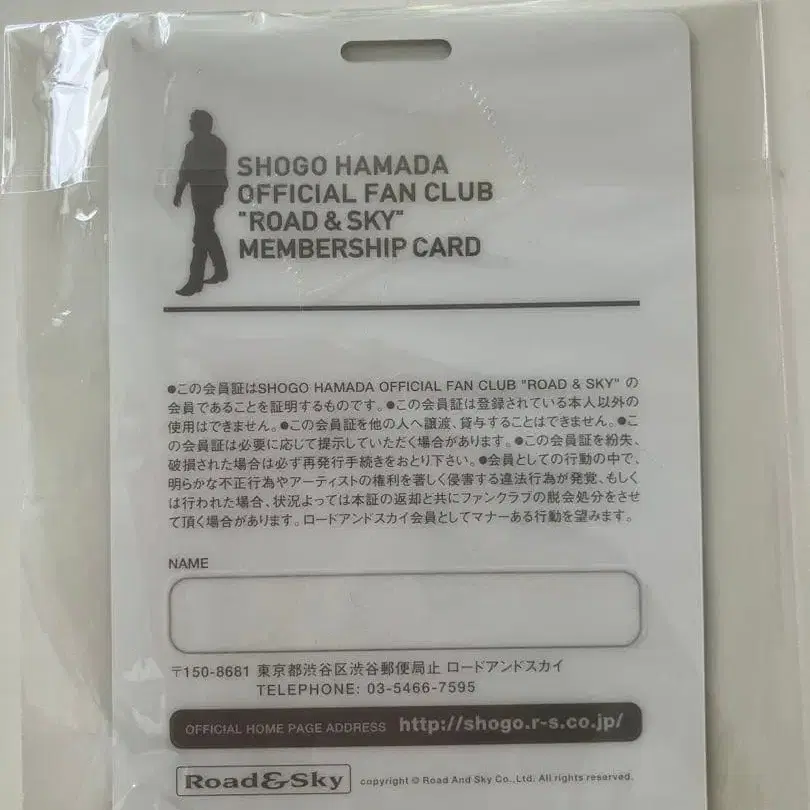 SHOGO HAMADA
OFFICIAL FAN CLUB
"ROAD & SKY"
MEMBERSHIP CARD
●この会員証はSHOGO HAMADA OFFICIAL FAN CLUB "ROAD & SKY" の
会員であることを証明するものです。●この会員証は登録されている本人以外の
使用はできません。●この会員証を他の人へ譲渡、貸与することはできません。●こ
の会員証は必要に応じて提示していただく場合があります。●この会員証を紛失、
破損された場合は必ず再発行手続きをおとり下さい。●会員としての行動の中で、
明らかな不正行為やアーティストの権利を著しく侵害する違法行為が発覚、もしく
は行われた場合、状況よっては本証の返却と共にファンクラブの脱会処分をさせ
て頂く場合があります。ロードアンドスカイ会員としてマナーある行動を望みます。
NAME
〒150-8681 東京都渋谷区渋谷郵便局止 ロードアンドスカイ
TELEPHONE: 03-5466-7595
OFFICIAL HOME PAGE ADDRESS http://shogo.r-s.co.jp/
Road&Sky copyright © Road And Sky Co.,Ltd. All rights reserved.